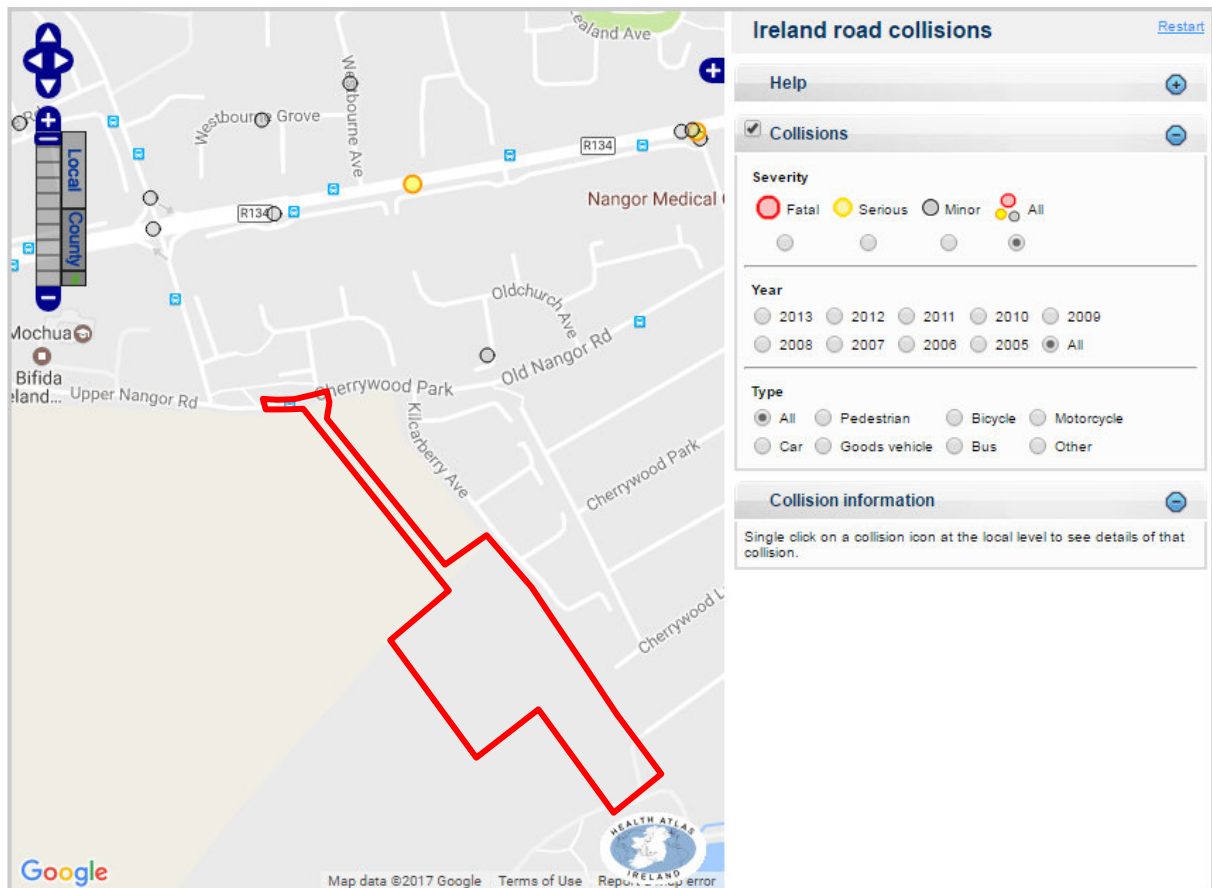 ealand Ave
Westbourne Ave
Westbourne Grove
R134
Nangor Medical
R134
Local
County
Oldchurch Ave
Old Nangor Rd
Mochua
Bifida
eland...
Upper Nangor Rd
Cherrywood Park
Kilcarberry Ave
Cherrywood Park
Cherrywood L
HEALTH ATLAS
IRELAND
Google
Map data ©2017 Google Terms of Use Report a map error
Ireland road collisions
Restart
Help
Collisions
Severity
Fatal Serious Minor All
Year
2013 2012 2011 2010 2009
2008 2007 2006 2005 All
Type
All Pedestrian Bicycle Motorcycle
Car Goods vehicle Bus Other
Collision information
Single click on a collision icon at the local level to see details of that
collision.